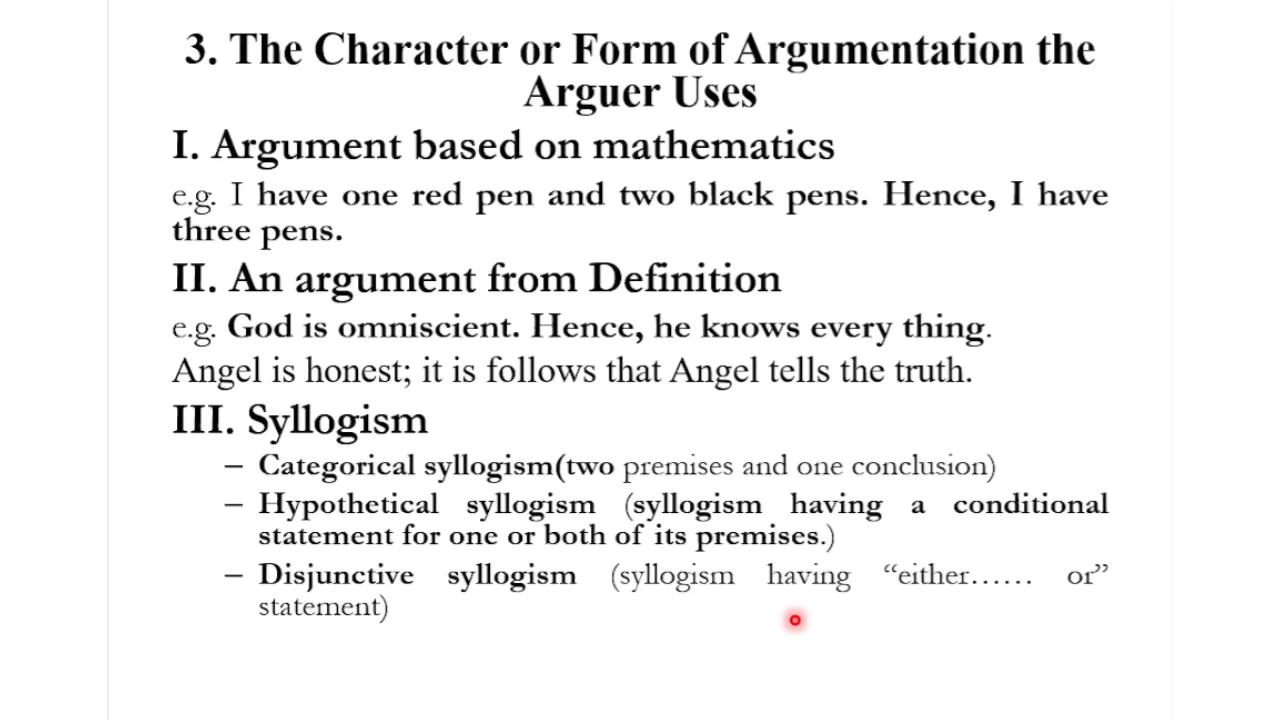 3. The Character or Form of Argumentation the
Arguer Uses
I. Argument based on mathematics
e.g. I have one red pen and two black pens. Hence, I have
three pens.
II. An argument from Definition
e.g. God is omniscient. Hence, he knows every thing.
Angel is honest; it is follows that Angel tells the truth.
III. Syllogism
– Categorical syllogism(two premises and one conclusion)
– Hypothetical syllogism (syllogism having a conditional
statement for one or both of its premises.)
– Disjunctive syllogism (syllogism having “either…… or”
statement)